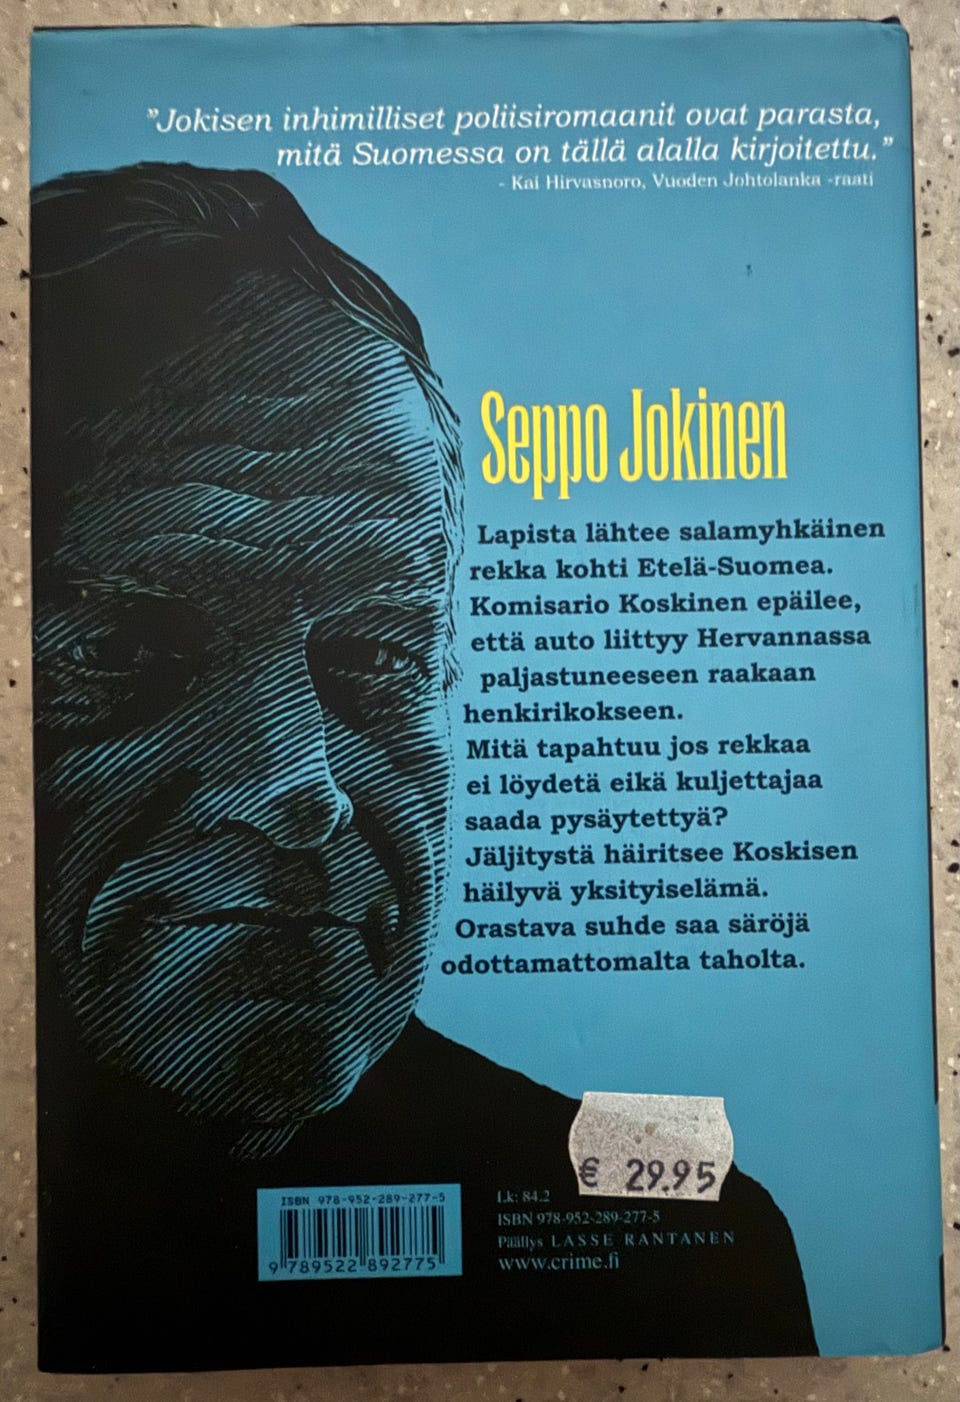 ”Jokisen inhimilliset poliisiromaanit ovat parasta,
mitä Suomessa on tällä alalla kirjoitettu.”
- Kai Hirvasnoro, Vuoden Johtolanka -raati
Seppo Jokinen
Lapista lähtee salamyhkäinen
rekka kohti Etelä-Suomea.
Komisario Koskinen epäilee,
että auto liittyy Hervannassa
paljastuneeseen raakaan
henkirikokseen.
Mitä tapahtuu jos rekkaa
ei löydetä eikä kuljettajaa
saada pysäytettyä?
Jäljitystä häiritsee Koskisen
häilyvä yksityiselämä.
Orastava suhde saa säröjä
odottamattomalta taholta.
€ 29.95
ISBN 978-952-289-277-5
9 789522 892775
Lk: 84.2
ISBN 978-952-289-277-5
Päällys LASSE RANTANEN
www.crime.fi